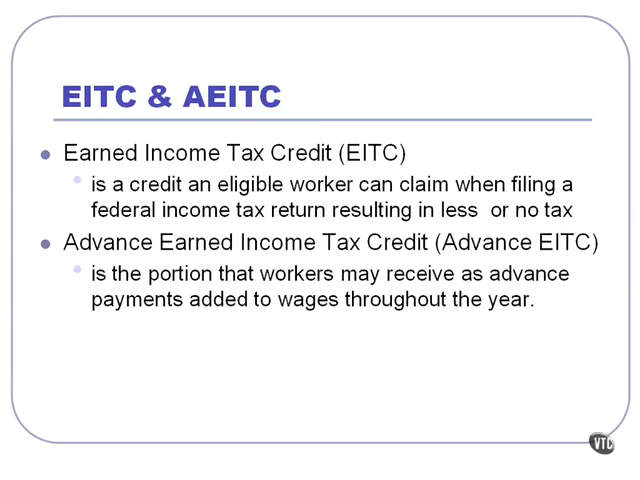 EITC & AEITC
Earned Income Tax Credit (EITC)
is a credit an eligible worker can claim when filing a
federal income tax return resulting in less or no tax
Advance Earned Income Tax Credit (Advance EITC)
is the portion that workers may receive as advance
payments added to wages throughout the year.
VTC